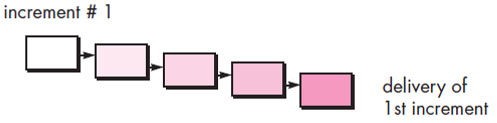 increment # 1
delivery of
1st increment